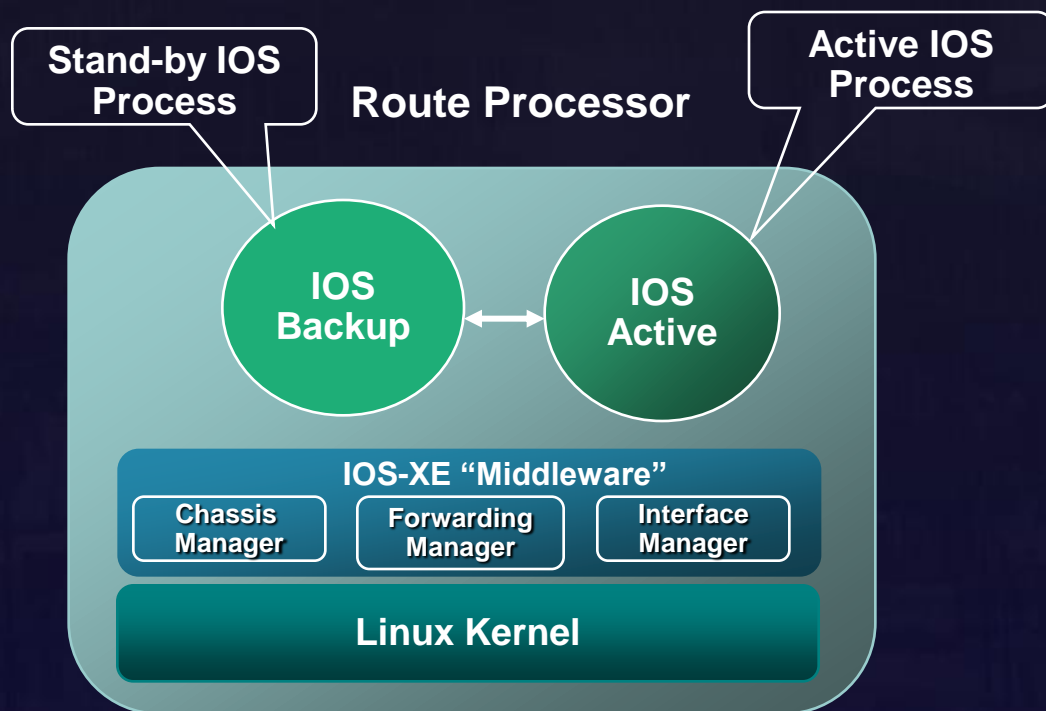 Stand-by IOS
Process
Active IOS
Process
Route Processor
IOS
Backup
IOS
Active
IOS-XE “Middleware”
Chassis
Manager
Forwarding
Manager
Interface
Manager
Linux Kernel